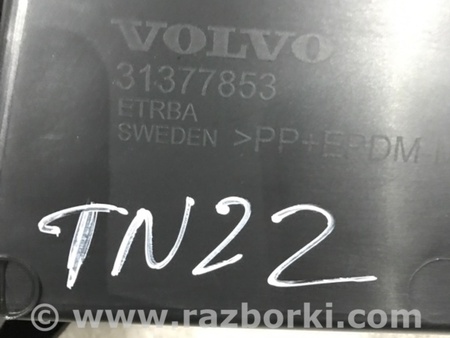 VOLVO
31377853
ETRBA
SWEDEN >PP+EPDM
TN22
www.razborki.com